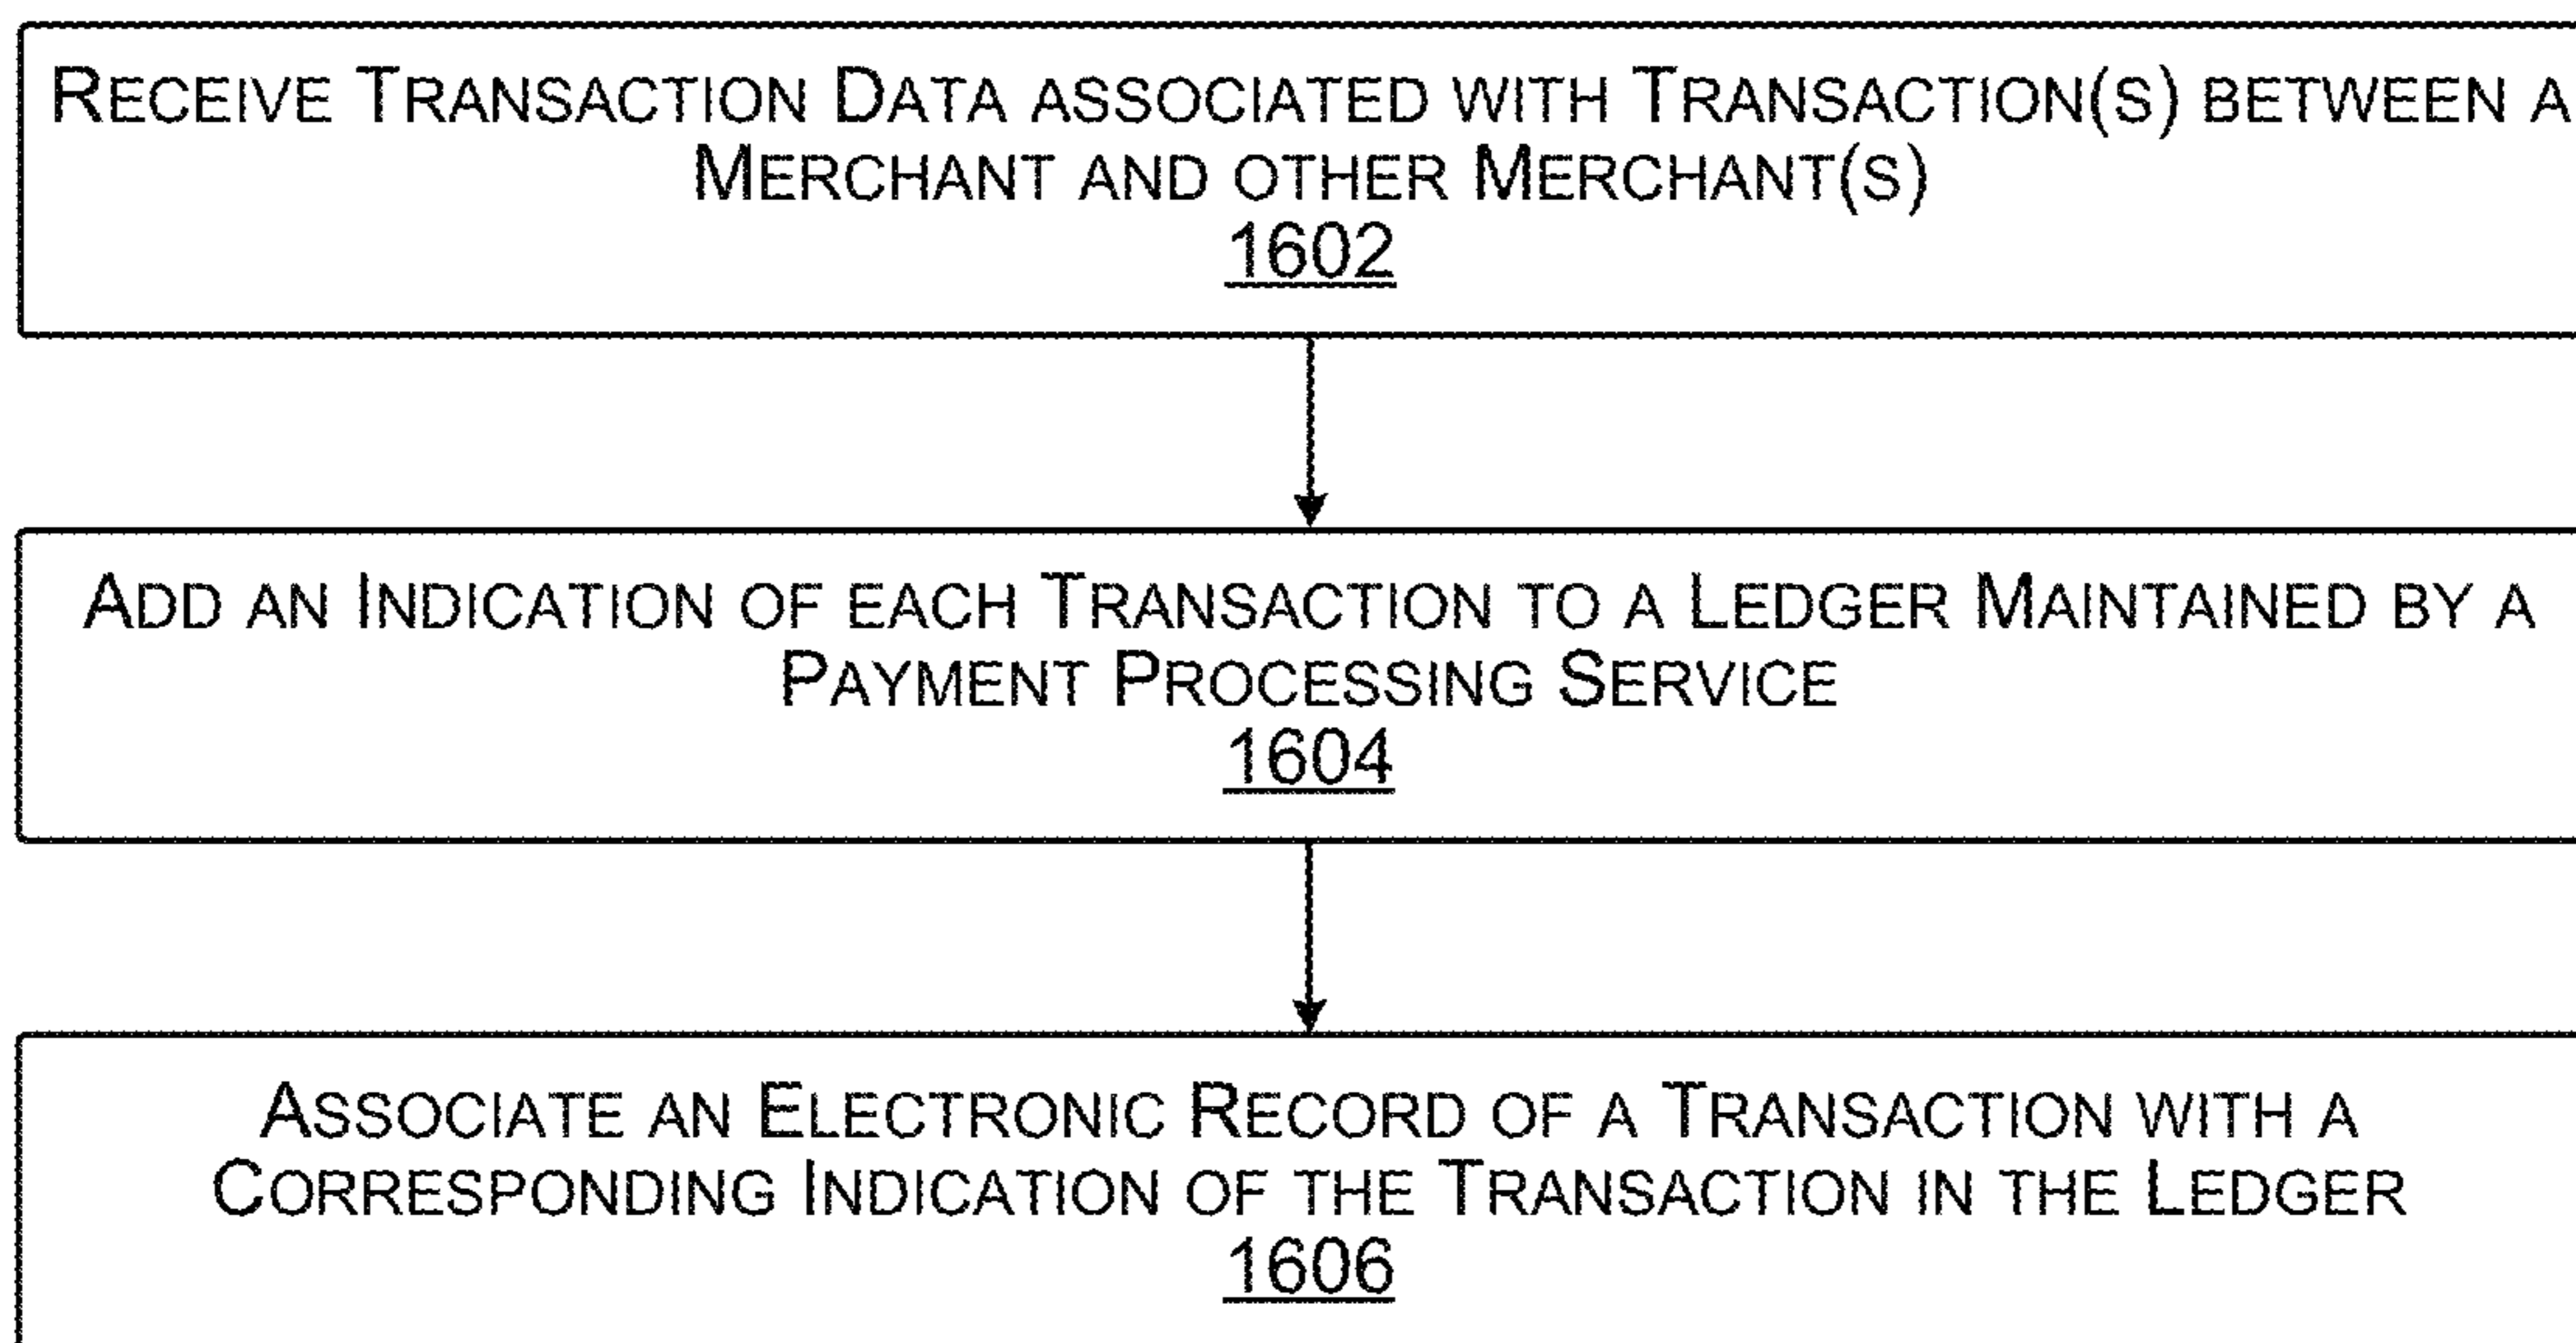 RECEIVE TRANSACTION DATA ASSOCIATED WITH TRANSACTION(S) BETWEEN A
MERCHANT AND OTHER MERCHANT(S)
1602
ADD AN INDICATION OF EACH TRANSACTION TO A LEDGER MAINTAINED BY A
PAYMENT PROCESSING SERVICE
1604
ASSOCIATE AN ELECTRONIC RECORD OF A TRANSACTION WITH A
CORRESPONDING INDICATION OF THE TRANSACTION IN THE LEDGER
1606